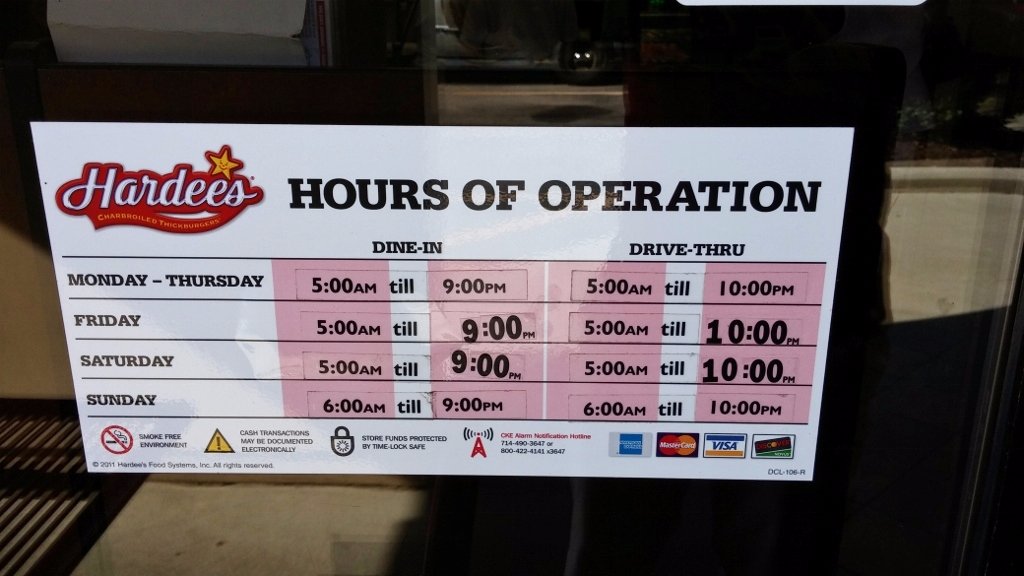 Hardee's
CHARBROILED THICKBURGERS
HOURS OF OPERATION
DINE-IN DRIVE-THRU
MONDAY – THURSDAY 5:00AM till 9:00PM 5:00AM till 10:00PM
FRIDAY 5:00AM till 9:00PM 5:00AM till 10:00PM
SATURDAY 5:00AM till 9:00PM 5:00AM till 10:00PM
SUNDAY 6:00AM till 9:00PM 6:00AM till 10:00PM
SMOKE FREE
ENVIRONMENT
CASH TRANSACTIONS
MAY BE DOCUMENTED
ELECTRONICALLY
STORE FUNDS PROTECTED
BY TIME-LOCK SAFE
CKE Alarm Notification Hotline
714-490-3647 or
800-422-4141 x3647
MasterCard
VISA
DISCOVER
NOVUS
© 2011 Hardee's Food Systems, Inc. All rights reserved.
DCL-106-R